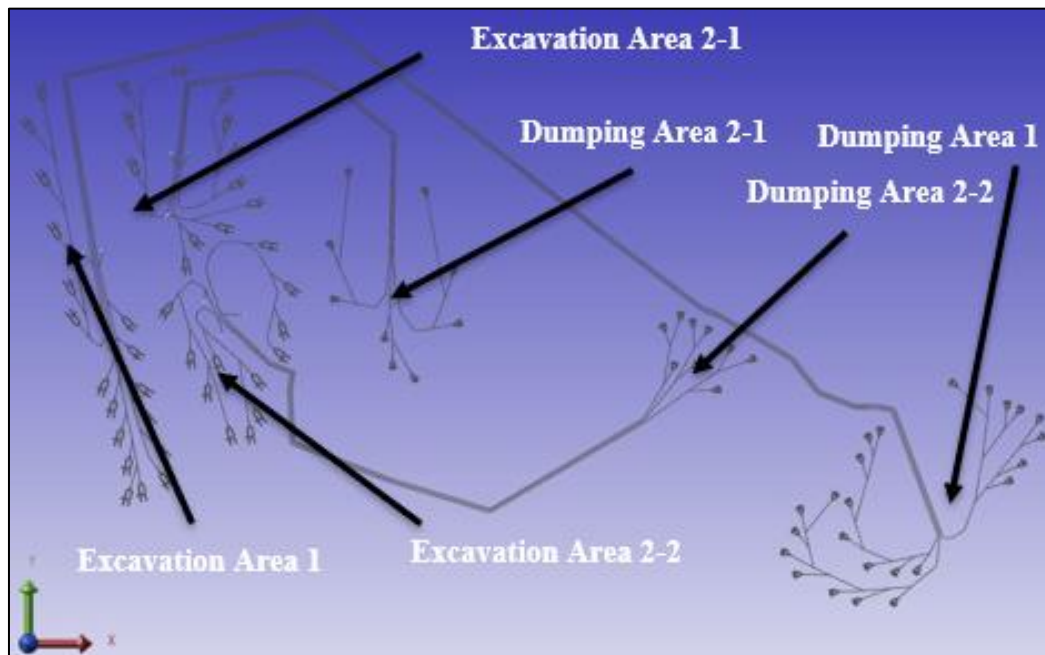 Excavation Area 2-1
Dumping Area 2-1
Dumping Area 1
Dumping Area 2-2
Excavation Area 1
Excavation Area 2-2
Y
X